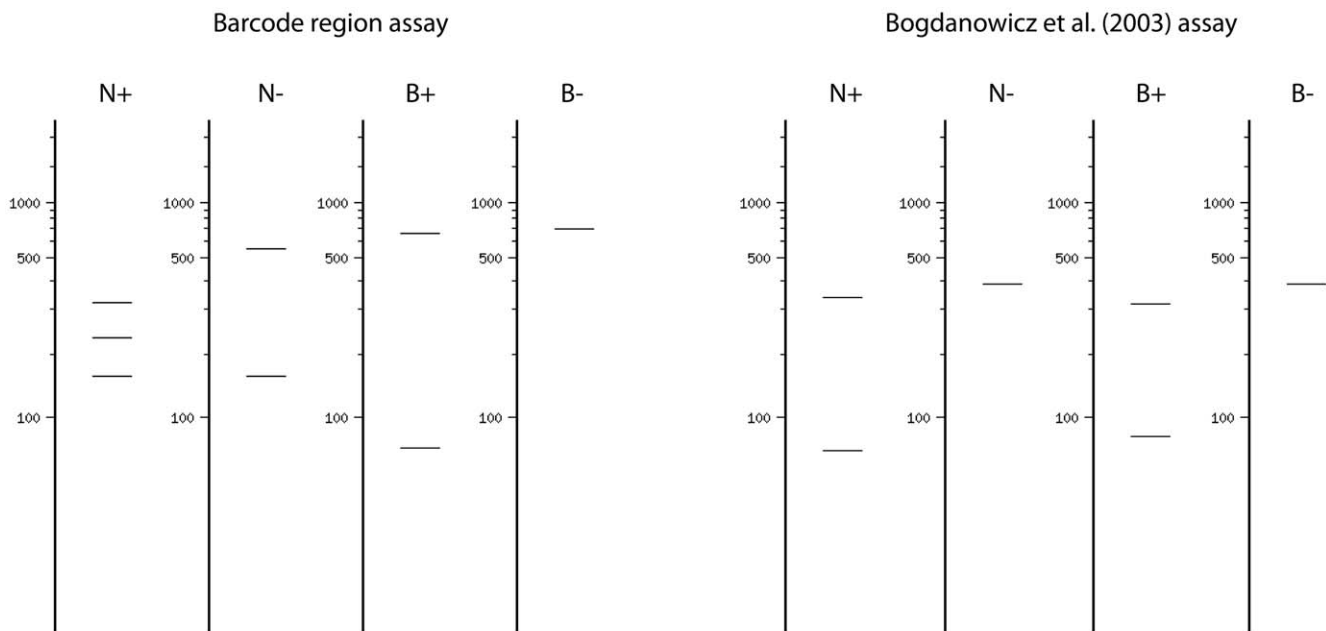 Barcode region assay
Bogdanowicz et al. (2003) assay
N+ N- B+ B- N+ N- B+ B-
1000 1000 1000 1000 1000 1000 1000 1000
500 500 500 500 500 500 500 500
100 100 100 100 100 100 100 100